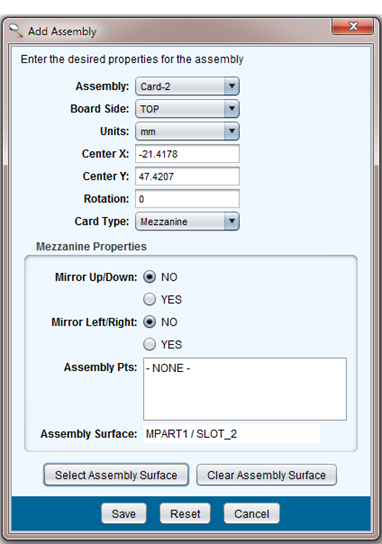 Add Assembly
Enter the desired properties for the assembly
Assembly: Card-2
Board Side: TOP
Units: mm
Center X: -21.4178
Center Y: 47.4207
Rotation: 0
Card Type: Mezzanine
Mezzanine Properties
Mirror Up/Down: NO
YES
Mirror Left/Right: NO
YES
Assembly Pts: - NONE -
Assembly Surface: MPART1 / SLOT_2
Select Assembly Surface Clear Assembly Surface
Save Reset Cancel